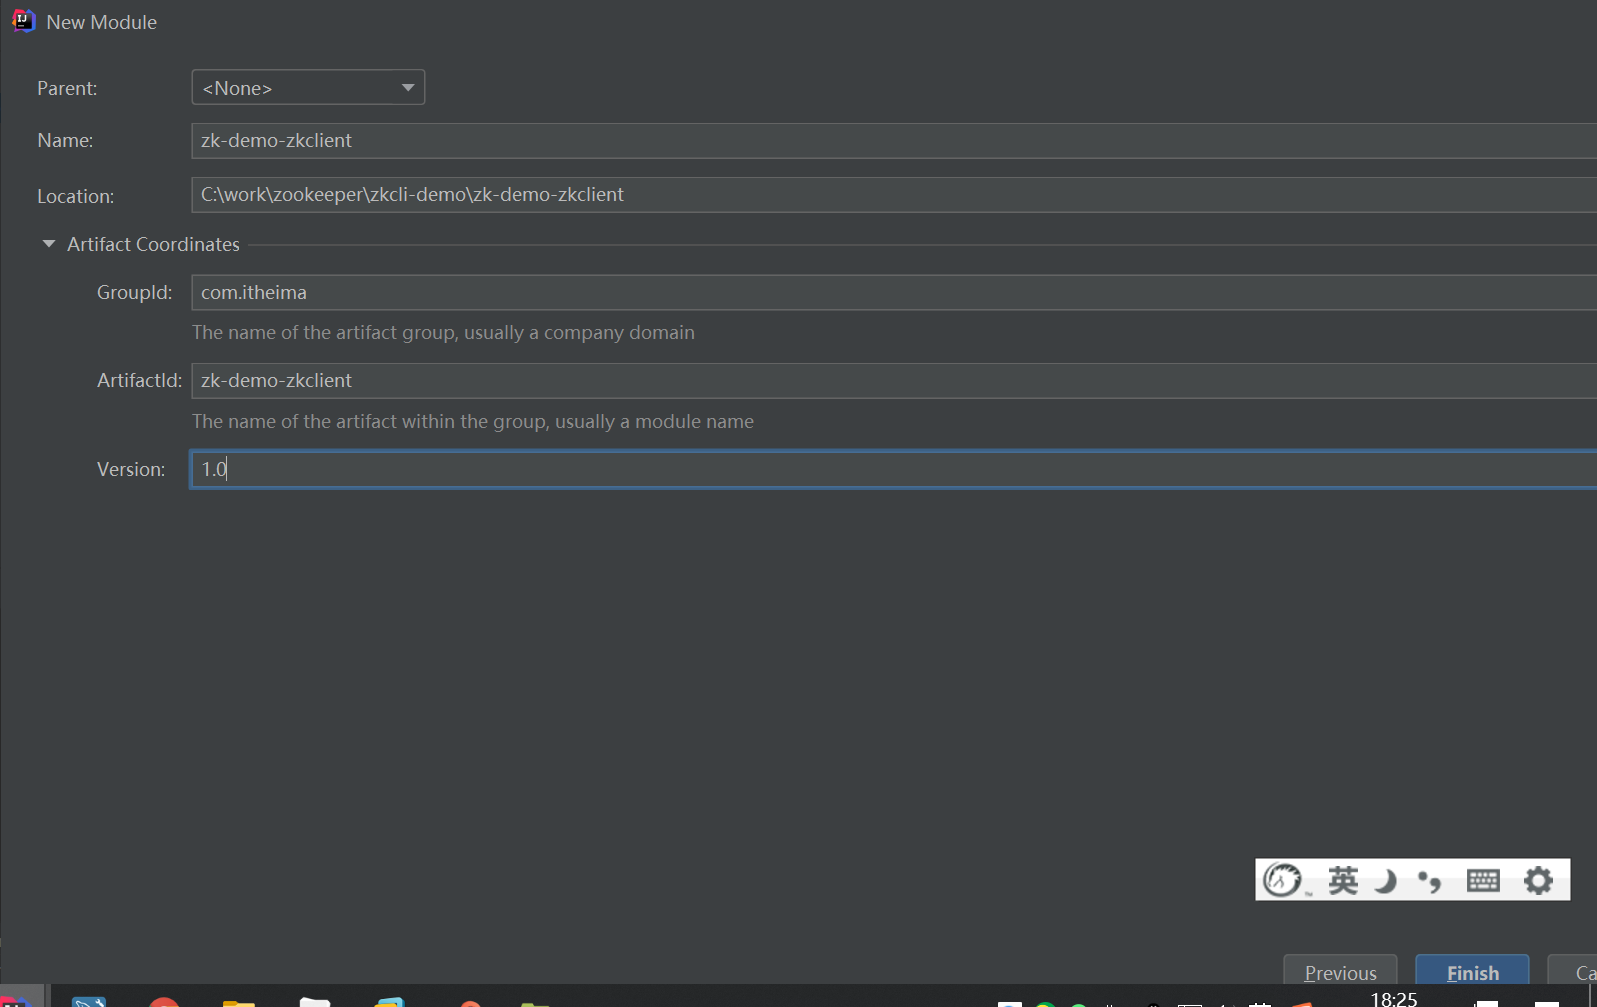 New Module
Parent: <None>
Name: zk-demo-zkclient
Location: C:\work\zookeeper\zkcli-demo\zk-demo-zkclient
Artifact Coordinates
GroupId: com.itheima
The name of the artifact group, usually a company domain
ArtifactId: zk-demo-zkclient
The name of the artifact within the group, usually a module name
Version: 1.0
英
Previous Finish Ca
18:25